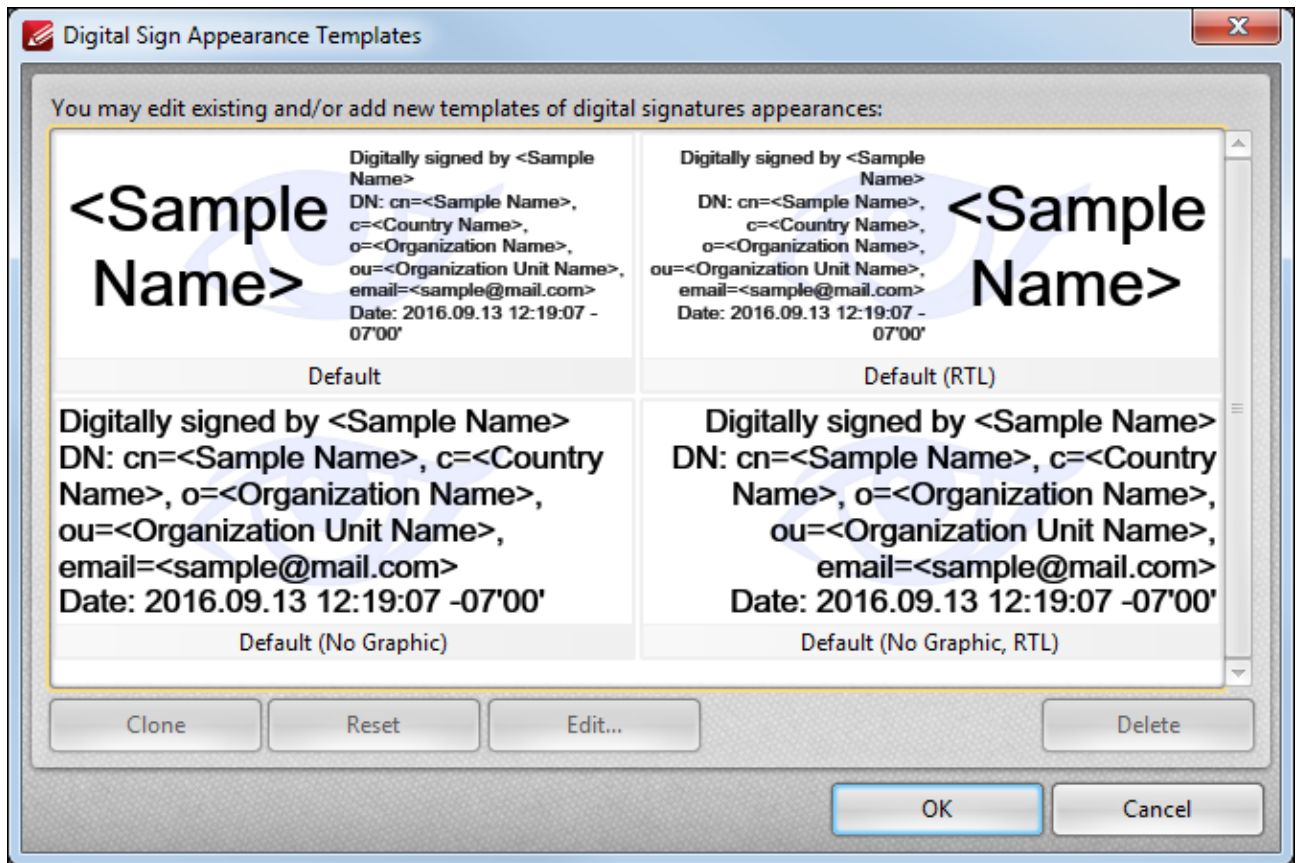 Digital Sign Appearance Templates
You may edit existing and/or add new templates of digital signatures appearances:
<Sample
Name>
Digitally signed by <Sample
Name>
DN: cn=<Sample Name>,
c=<Country Name>,
o=<Organization Name>,
ou=<Organization Unit Name>,
email=<sample@mail.com>
Date: 2016.09.13 12:19:07 -
07'00'
Default
Digitally signed by <Sample
Name>
DN: cn=<Sample Name>,
c=<Country Name>,
o=<Organization Name>,
ou=<Organization Unit Name>,
email=<sample@mail.com>
Date: 2016.09.13 12:19:07 -
07'00'
<Sample
Name>
Default (RTL)
Digitally signed by <Sample Name>
DN: cn=<Sample Name>, c=<Country
Name>, o=<Organization Name>,
ou=<Organization Unit Name>,
email=<sample@mail.com>
Date: 2016.09.13 12:19:07 -07'00'
Default (No Graphic)
Digitally signed by <Sample Name>
DN: cn=<Sample Name>, c=<Country
Name>, o=<Organization Name>,
ou=<Organization Unit Name>,
email=<sample@mail.com>
Date: 2016.09.13 12:19:07 -07'00'
Default (No Graphic, RTL)
Clone
Reset
Edit...
Delete
OK
Cancel